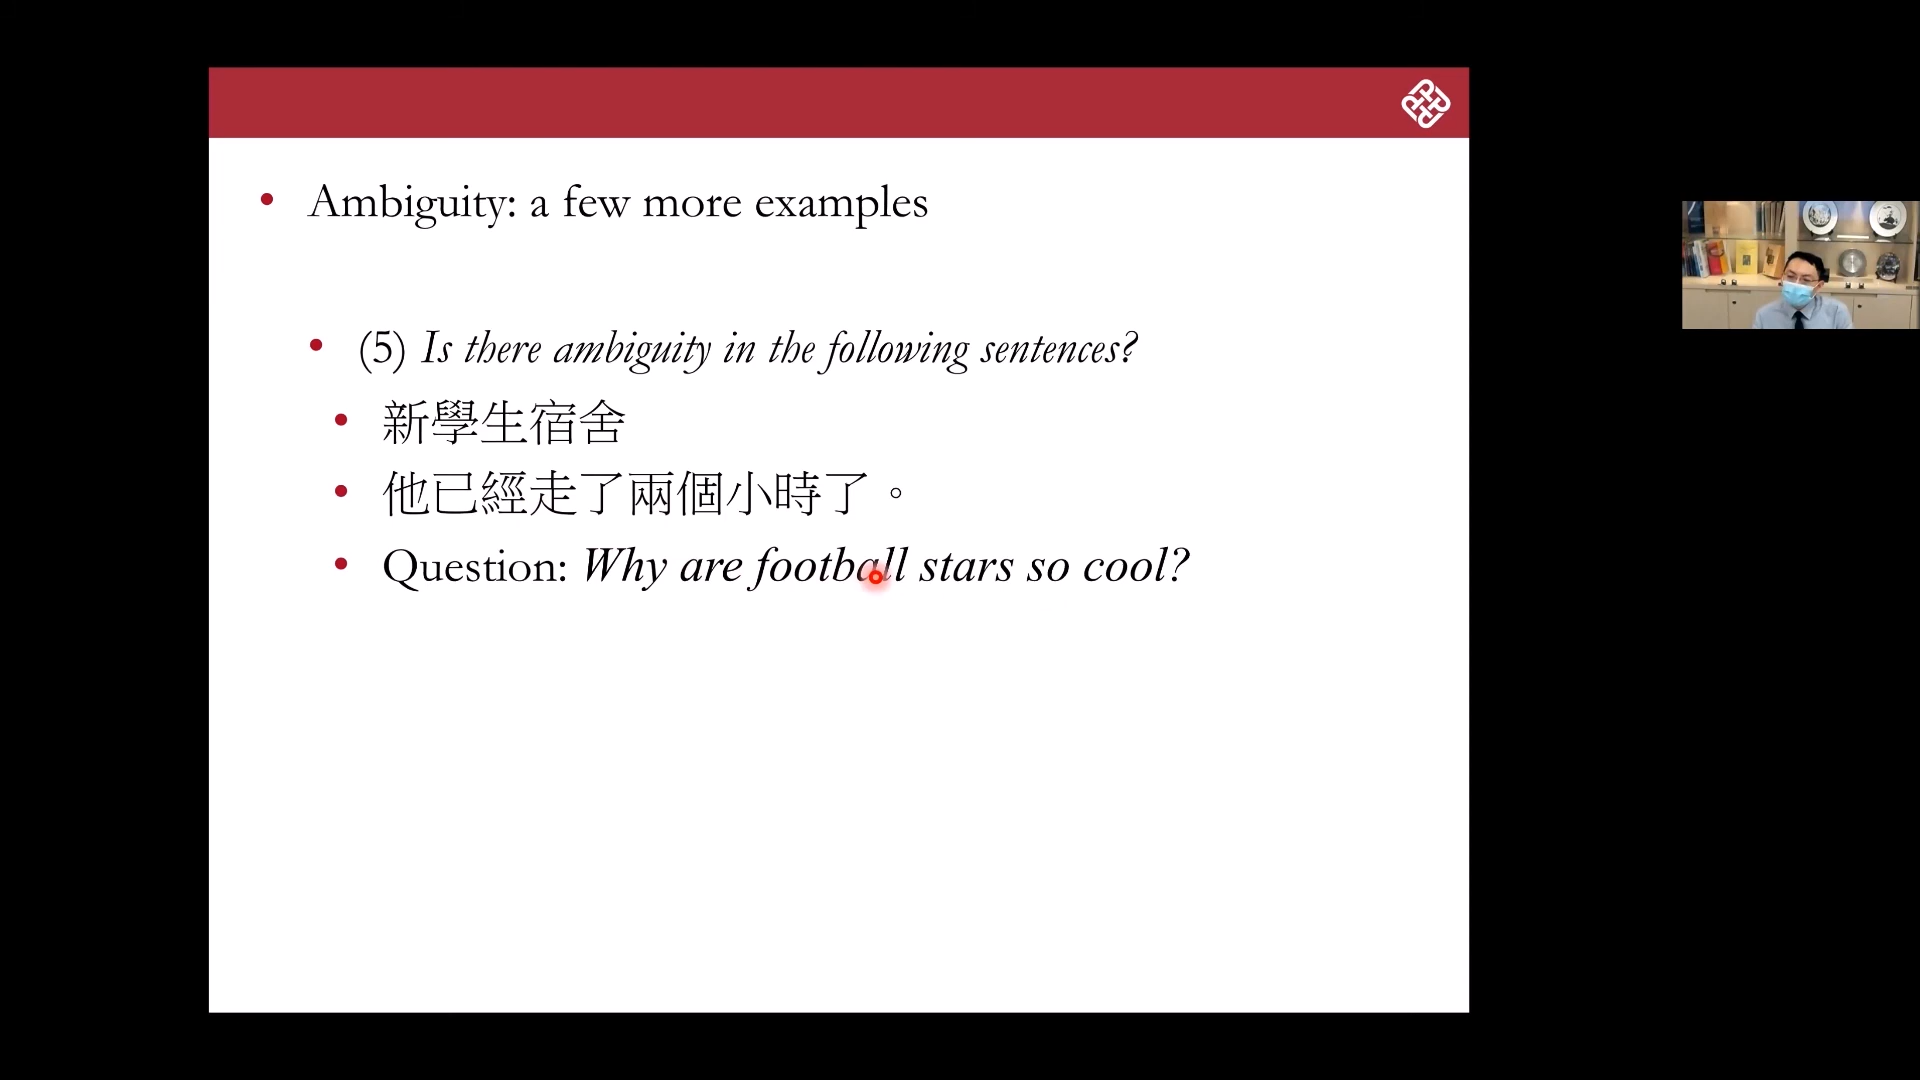 Ambiguity: a few more examples
(5) Is there ambiguity in the following sentences?
新學生宿舍
他已經走了兩個小時了。
Question: Why are football stars so cool?